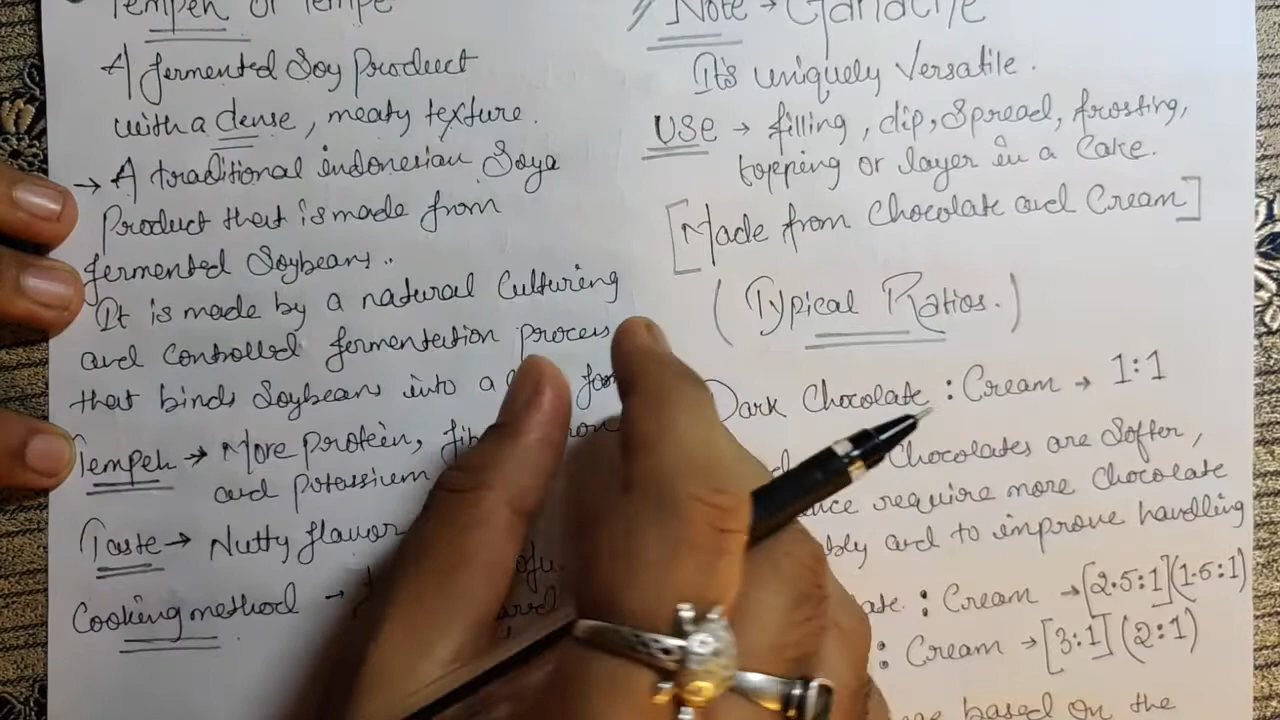 Tempeh or Tempe
A fermented Soy Product
with a dense, meaty texture.
→ A traditional indonesian Soya
Product that is made from
fermented Soybeans..
It is made by a natural Culturing
and controlled fermentation process
that binds Soybeans into a
Tempeh → More Protein,
and potassium
Taste → Nutty flavor
Cooking method →
Note → Ganache
It's uniquely Versatile.
USE → filling, dip, Spread, frosting,
topping or layer in a Cake.
[Made from Chocolate and Cream]
(Typical Ratios.)
Dark Chocolate : Cream → 1:1
Chocolates are Softer,
require more Chocolate
and to improve handling
: Cream → [2.5:1] (1.5:1)
: Cream → [3:1] (2:1)
based on the